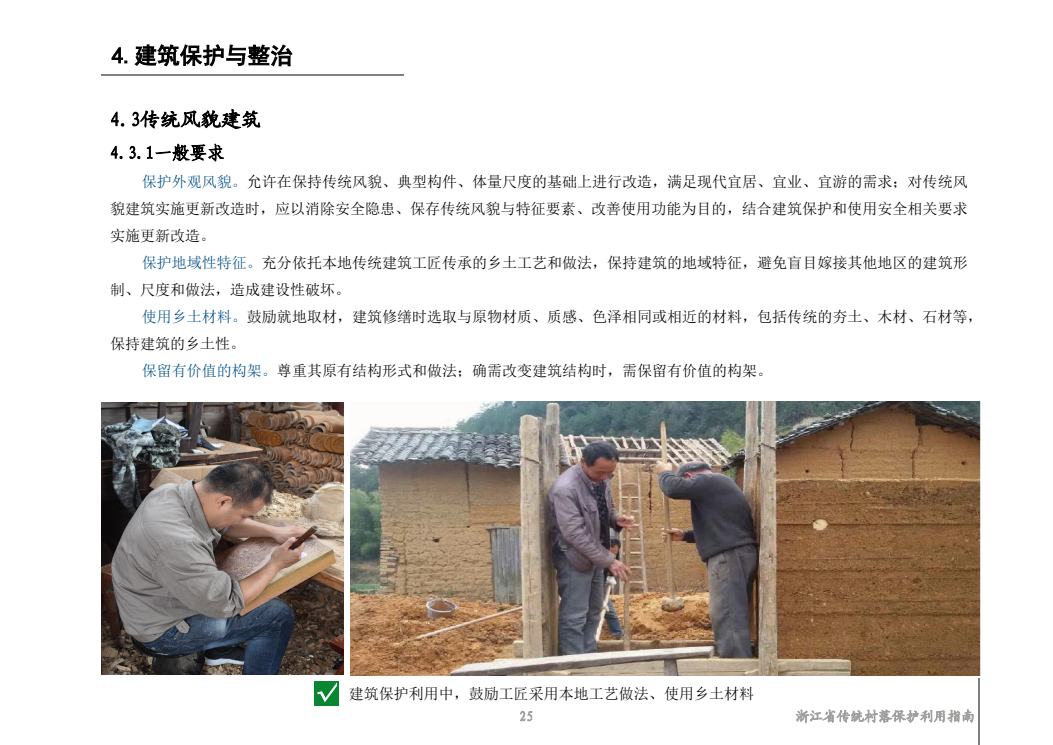 4. 建筑保护与整治
4.3传统风貌建筑
4.3.1一般要求
保护外观风貌。允许在保持传统风貌、典型构件、体量尺度的基础上进行改造，满足现代宜居、宜业、宜游的需求；对传统风
貌建筑实施更新改造时，应以消除安全隐患、保存传统风貌与特征要素、改善使用功能为目的，结合建筑保护和使用安全相关要求
实施更新改造。
保护地域性特征。充分依托本地传统建筑工匠传承的乡土工艺和做法，保持建筑的地域特征，避免盲目嫁接其他地区的建筑形
制、尺度和做法，造成建设性破坏。
使用乡土材料。鼓励就地取材，建筑修缮时选取与原物材质、质感、色泽相同或相近的材料，包括传统的夯土、木材、石材等，
保持建筑的乡土性。
保留有价值的构架。尊重其原有结构形式和做法；确需改变建筑结构时，需保留有价值的构架。
建筑保护利用中，鼓励工匠采用本地工艺做法、使用乡土材料
25
浙江省传统村落保护利用指南